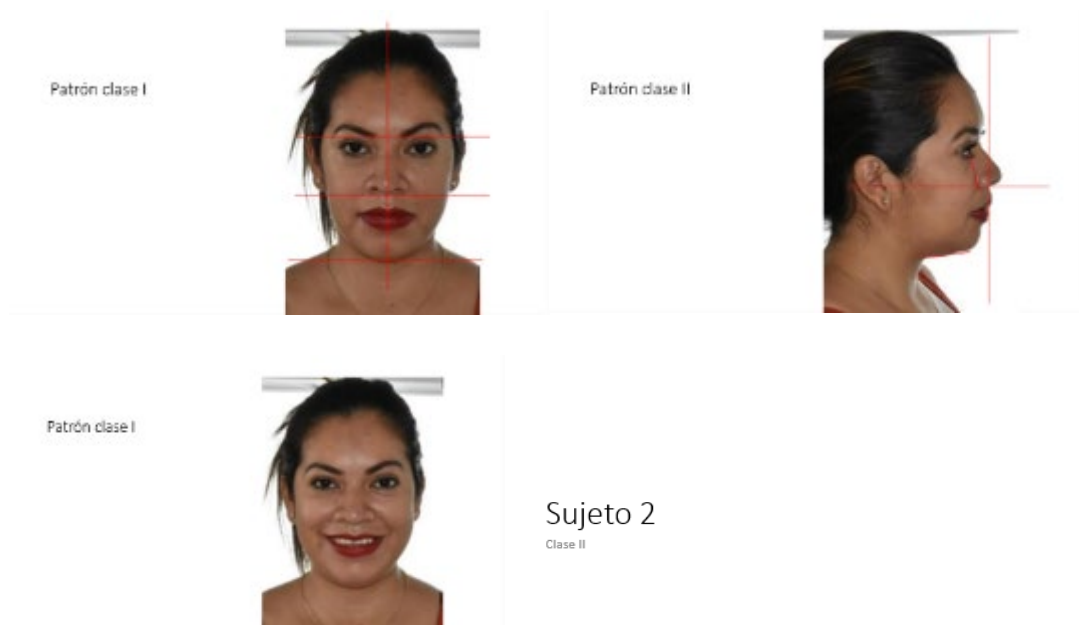 Patrón clase I
Patrón clase II
Patrón clase I
Sujeto 2
Clase II